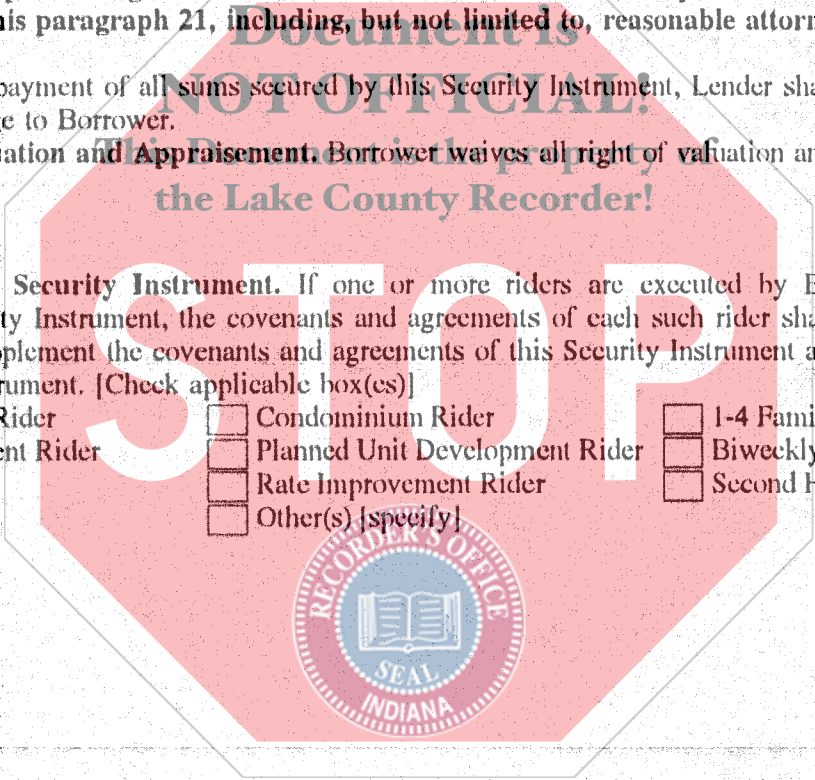 his paragraph 21, including, but not limited to, reasonable attorn
Document is
payment of all sums secured by this Security Instrument, Lender sha
NOT OFFICIAL!
e to Borrower.
uation and Appraisement. Borrower waives all right of valuation an
This Document is the property of
the Lake County Recorder!
STOP
Security Instrument. If one or more riders are executed by B
ty Instrument, the covenants and agreements of each such rider sha
pplement the covenants and agreements of this Security Instrument a
rument. [Check applicable box(es)]
Rider Condominium Rider 1-4 Fami
ent Rider Planned Unit Development Rider Biweekly
Rate Improvement Rider Second H
Other(s) [specify]
RECORDER'S OFFICE
SEAL
INDIANA